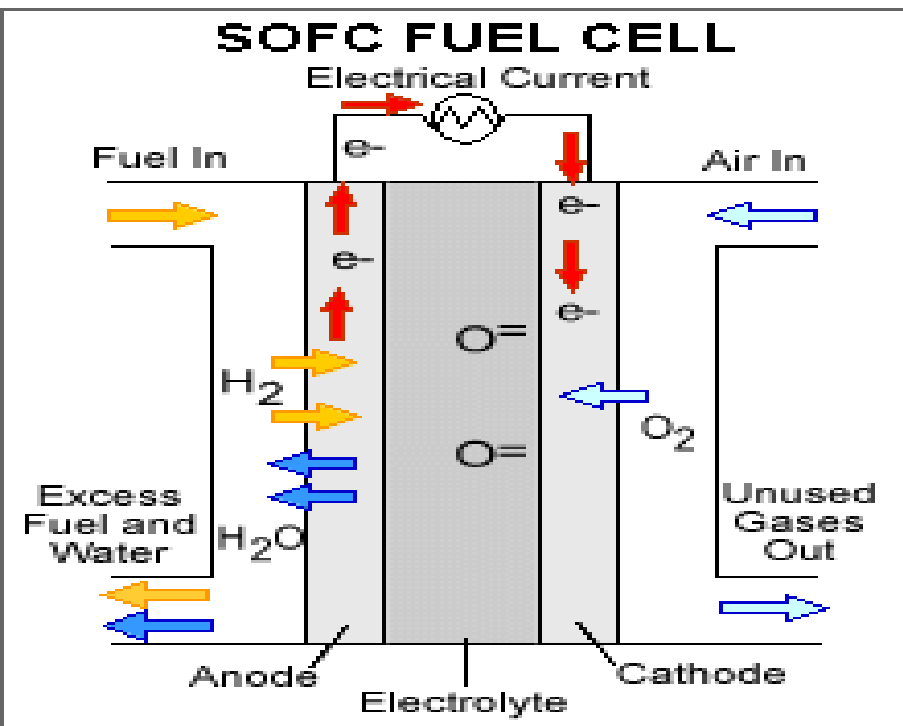 SOFC FUEL CELL
Electrical Current
Fuel In
e-
Air In
e-
e-
e-
O=
H2
O2
O=
Excess
Fuel and
Water
H2O
Unused
Gases
Out
Anode
Electrolyte
Cathode